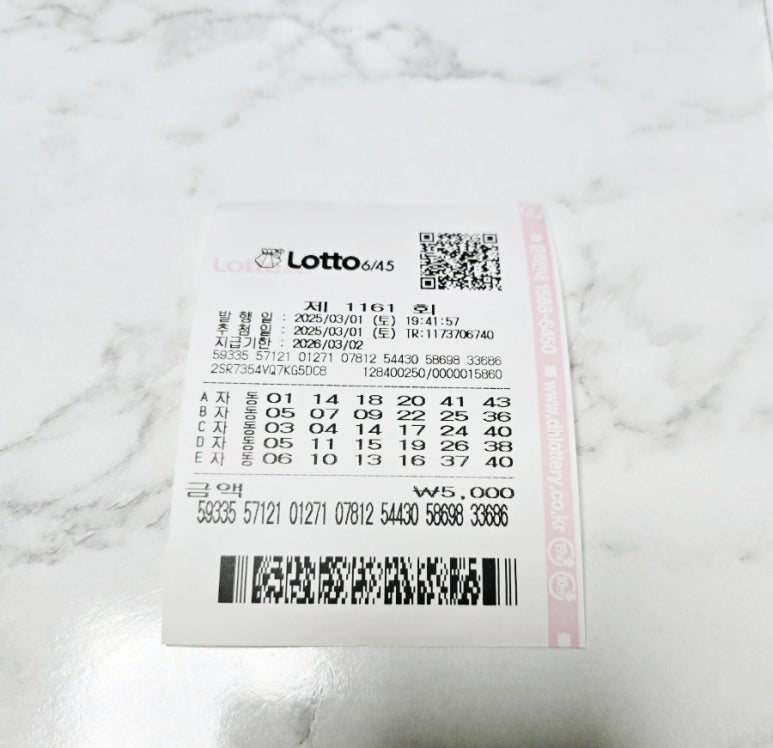 Lotto 6/45
제 1161 회
발 행 일 : 2025/03/01 (토) 19:41:57
추 첨 일 : 2025/03/01 (토) TR:1173706740
지급기한 : 2026/03/02
59335 57121 01271 07812 54430 58698 33686
2SR7354VQ7KG5DC8 128400250/0000015860
A 자 동 01 14 18 20 41 43
B 자 동 05 07 09 22 25 36
C 자 동 03 04 14 17 24 40
D 자 동 05 11 15 19 26 38
E 자 동 06 10 13 16 37 40
금액 ₩5,000
59335 57121 01271 07812 54430 58698 33686
1588-6450 ■ www.dhlottery.co.kr